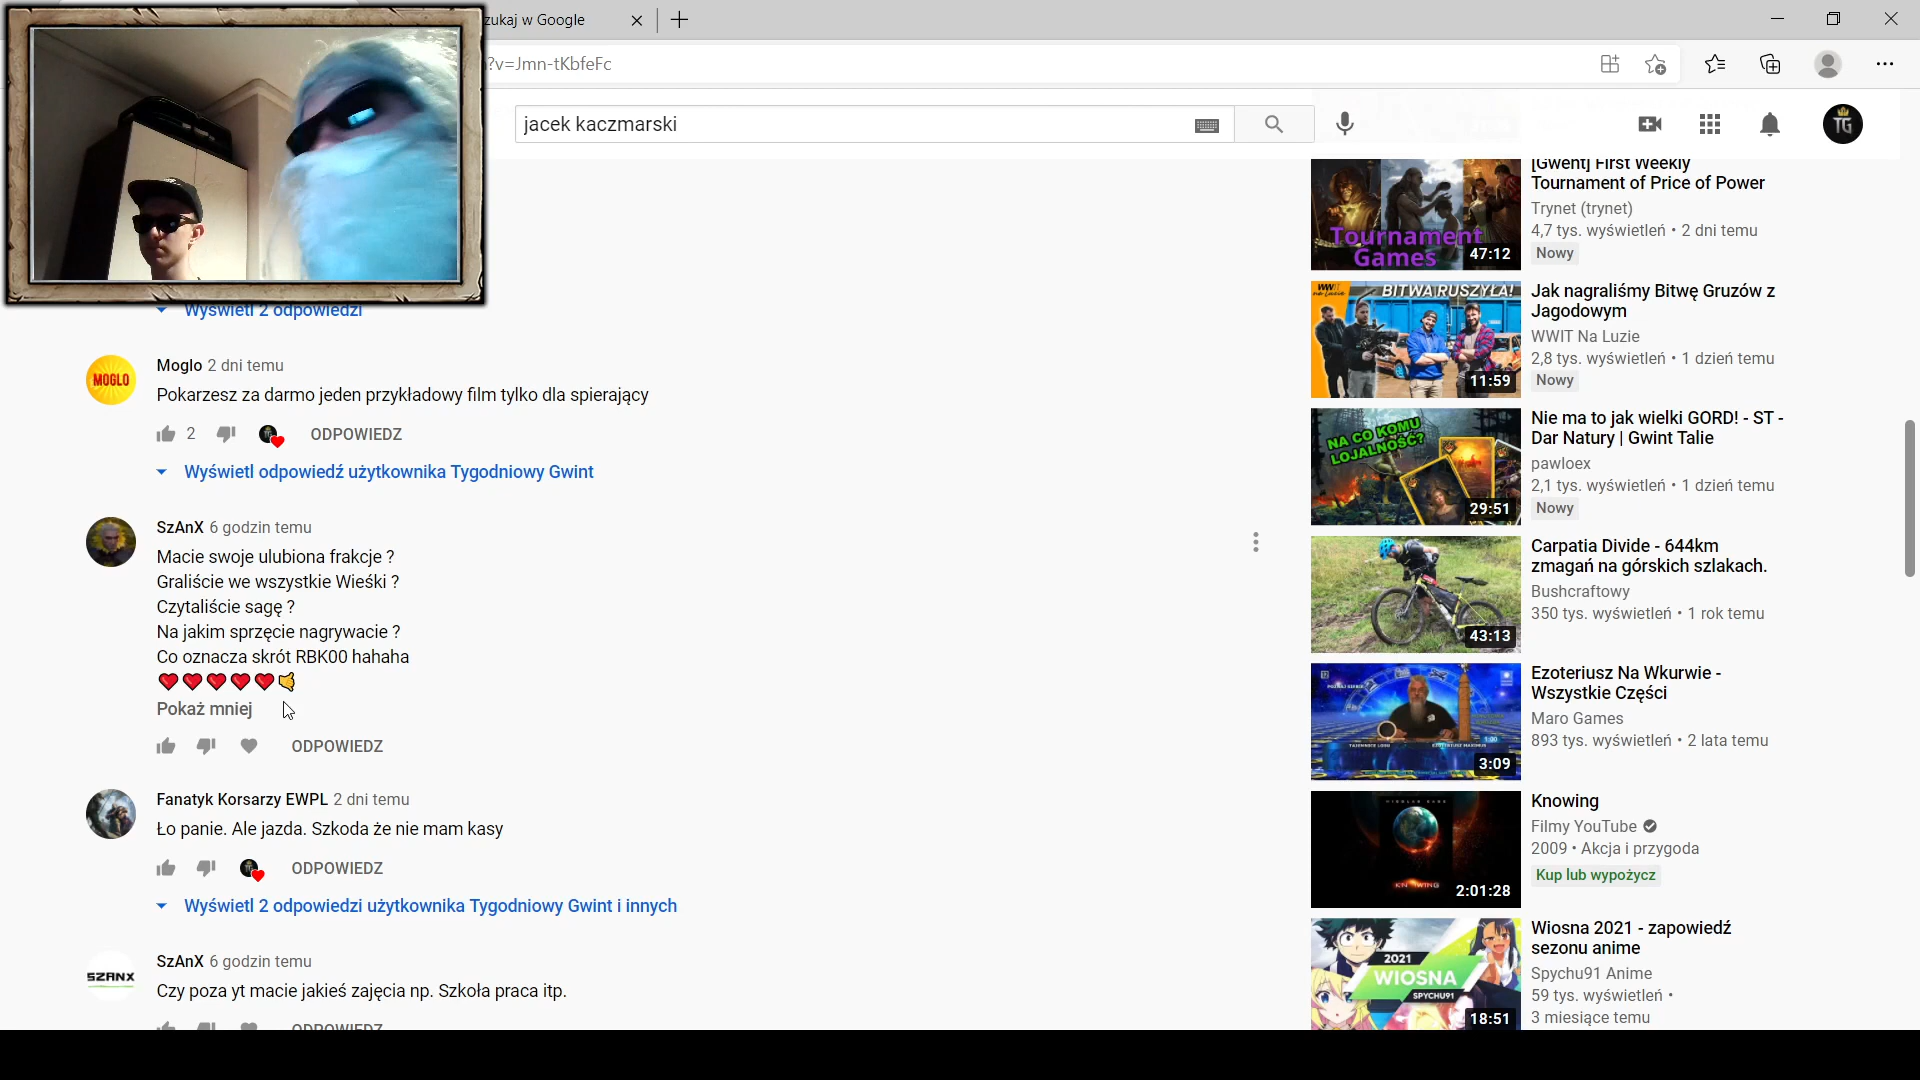 zukaj w Google
?v=Jmn-tKbfeFc
jacek kaczmarski
TG
Wyświetl 2 odpowiedzi
MOGLO
Moglo 2 dni temu
Pokarzesz za darmo jeden przykładowy film tylko dla spierający
2
ODPOWIEDZ
Wyświetl odpowiedź użytkownika Tygodniowy Gwint
SzAnX 6 godzin temu
Macie swoje ulubiona frakcje ?
Graliście we wszystkie Wieśki ?
Czytaliście sagę ?
Na jakim sprzęcie nagrywacie ?
Co oznacza skrót RBK00 hahaha
❤❤❤❤❤🤙
Pokaż mniej
ODPOWIEDZ
Fanatyk Korsarzy EWPL 2 dni temu
Ło panie. Ale jazda. Szkoda że nie mam kasy
ODPOWIEDZ
Wyświetl 2 odpowiedzi użytkownika Tygodniowy Gwint i innych
SZANX
SzAnX 6 godzin temu
Czy poza yt macie jakieś zajęcia np. Szkoła praca itp.
ODPOWIEDZ
Tournament
Games
47:12
[Gwent] First Weekly
Tournament of Price of Power
Trynet (trynet)
4,7 tys. wyświetleń • 2 dni temu
Nowy
WWIT
na Luzie
BITWA RUSZYŁA!
11:59
Jak nagraliśmy Bitwę Gruzów z
Jagodowym
WWIT Na Luzie
2,8 tys. wyświetleń • 1 dzień temu
Nowy
NA CO KOMU
LOJALNOŚĆ?
29:51
Nie ma to jak wielki GORD! - ST -
Dar Natury | Gwint Talie
pawloex
2,1 tys. wyświetleń • 1 dzień temu
Nowy
43:13
Carpatia Divide - 644km
zmagań na górskich szlakach.
Bushcraftowy
350 tys. wyświetleń • 1 rok temu
12
1:00
3:09
Ezoteriusz Na Wkurwie -
Wszystkie Części
Maro Games
893 tys. wyświetleń • 2 lata temu
KNOWING
2:01:28
Knowing
Filmy YouTube
2009 • Akcja i przygoda
Kup lub wypożycz
2021
WIOSNA
SPYCHU91
18:51
Wiosna 2021 - zapowiedź
sezonu anime
Spychu91 Anime
59 tys. wyświetleń •
3 miesiące temu